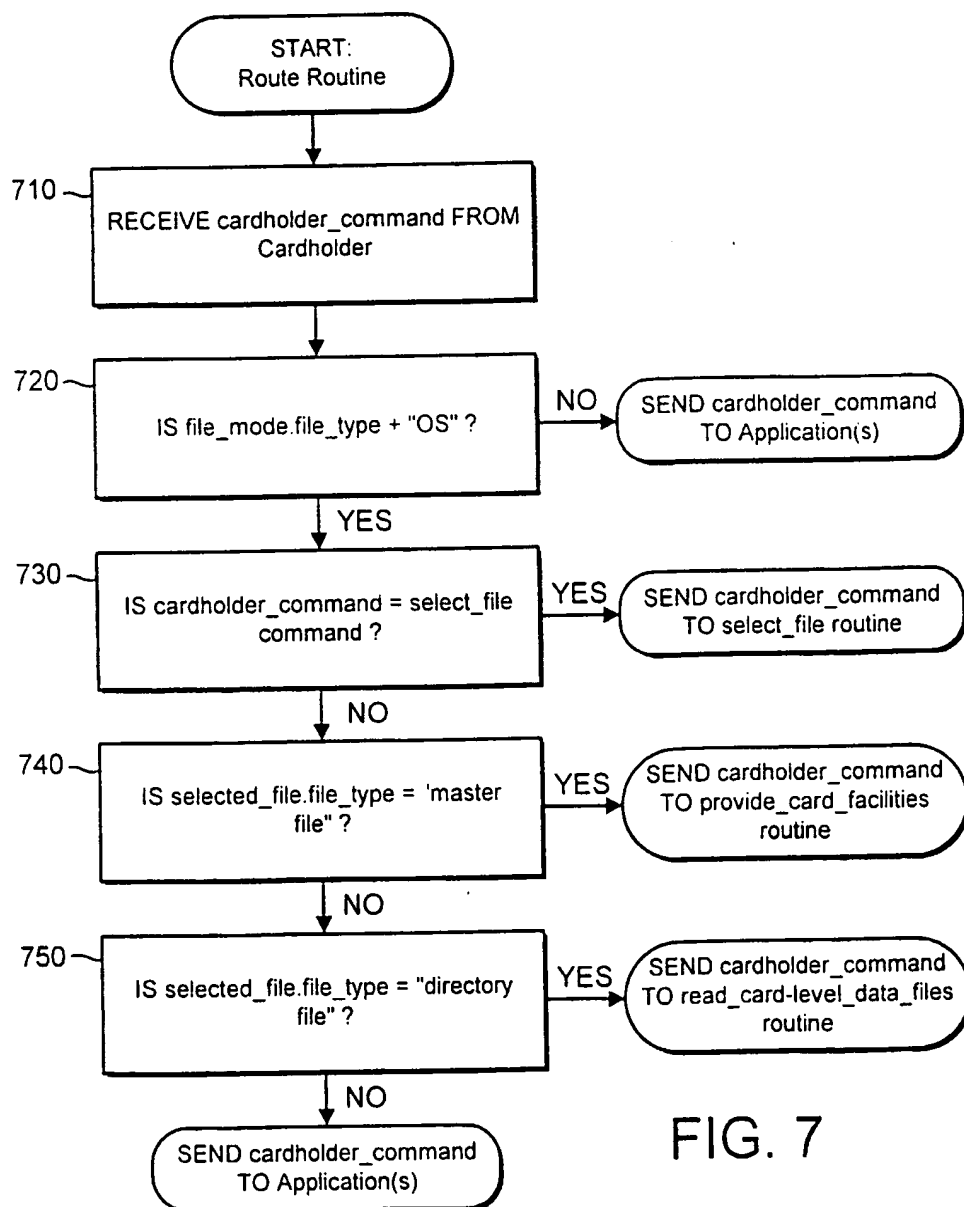 START:
Route Routine
710
RECEIVE cardholder_command FROM
Cardholder
720
IS file_mode.file_type + "OS" ?
NO
SEND cardholder_command
TO Application(s)
YES
730
IS cardholder_command = select_file
command ?
YES
SEND cardholder_command
TO select_file routine
NO
740
IS selected_file.file_type = 'master
file" ?
YES
SEND cardholder_command
TO provide_card_facilities
routine
NO
750
IS selected_file.file_type = "directory
file" ?
YES
SEND cardholder_command
TO read_card-level_data_files
routine
NO
SEND cardholder_command
TO Application(s)
FIG. 7